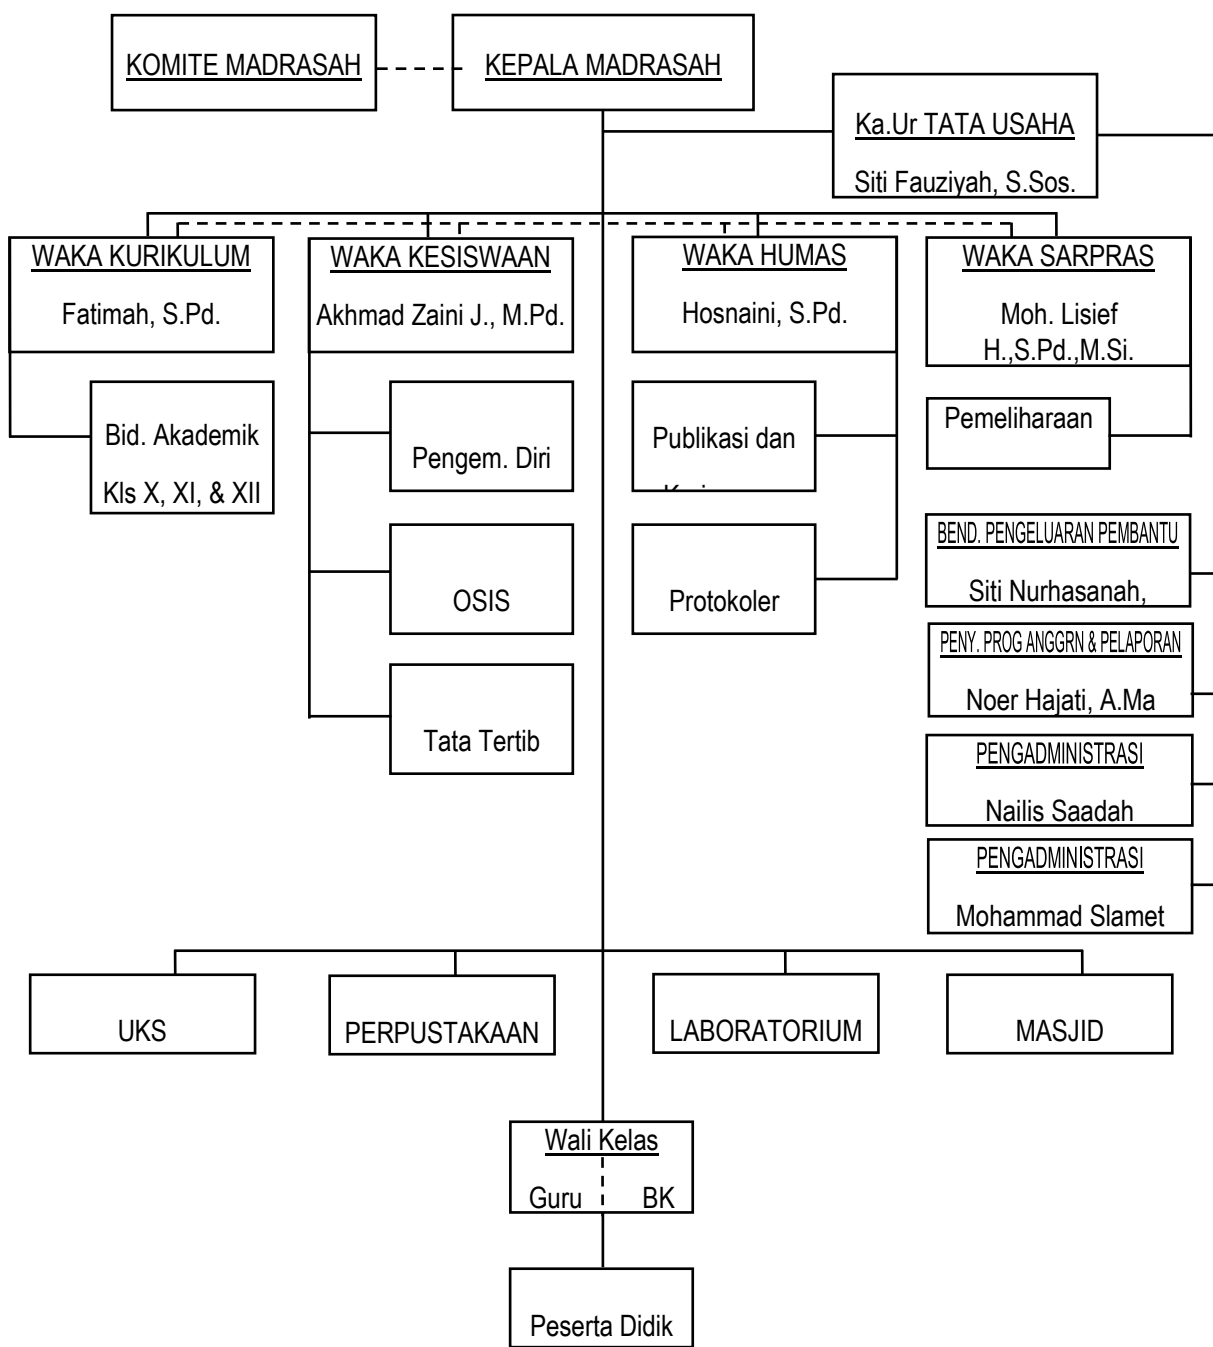 KOMITE MADRASAH
KEPALA MADRASAH
Ka.Ur TATA USAHA
Siti Fauziyah, S.Sos.
WAKA KURIKULUM
Fatimah, S.Pd.
WAKA KESISWAAN
Akhmad Zaini J., M.Pd.
WAKA HUMAS
Hosnaini, S.Pd.
WAKA SARPRAS
Moh. Lisief
H.,S.Pd.,M.Si.
Bid. Akademik
Kls X, XI, & XII
Pengem. Diri
OSIS
Tata Tertib
Publikasi dan
Protokoler
Pemeliharaan
BEND. PENGELUARAN PEMBANTU
Siti Nurhasanah,
PENY. PROG ANGGRN & PELAPORAN
Noer Hajati, A.Ma
PENGADMINISTRASI
Nailis Saadah
PENGADMINISTRASI
Mohammad Slamet
UKS
PERPUSTAKAAN
LABORATORIUM
MASJID
Wali Kelas
Guru BK
Peserta Didik